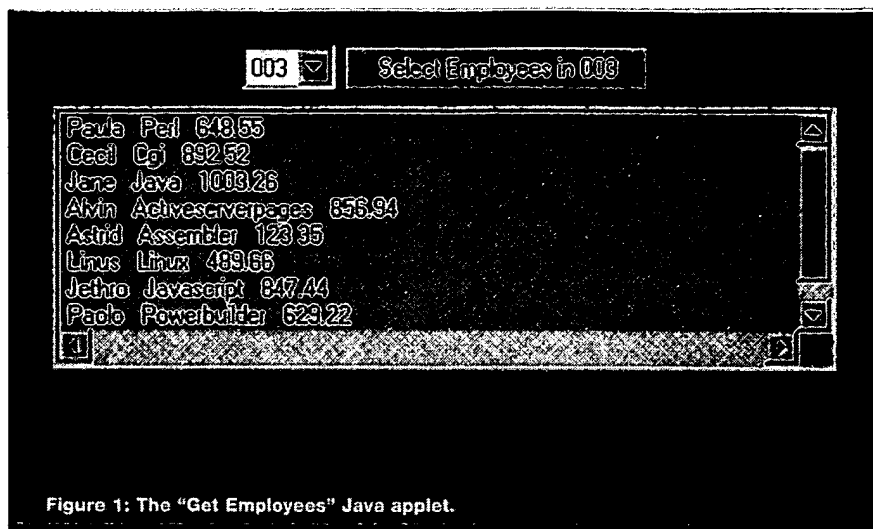 003 Select Employees in 003
Paula Perl 648.55
Cecil Cgi 892.52
Jane Java 1003.26
Alvin Activeserverpages 856.94
Astrid Assembler 123.35
Linus Linux 489.66
Jethro Javascript 847.44
Paolo Powerbuilder 629.22
Figure 1: The "Get Employees" Java applet.